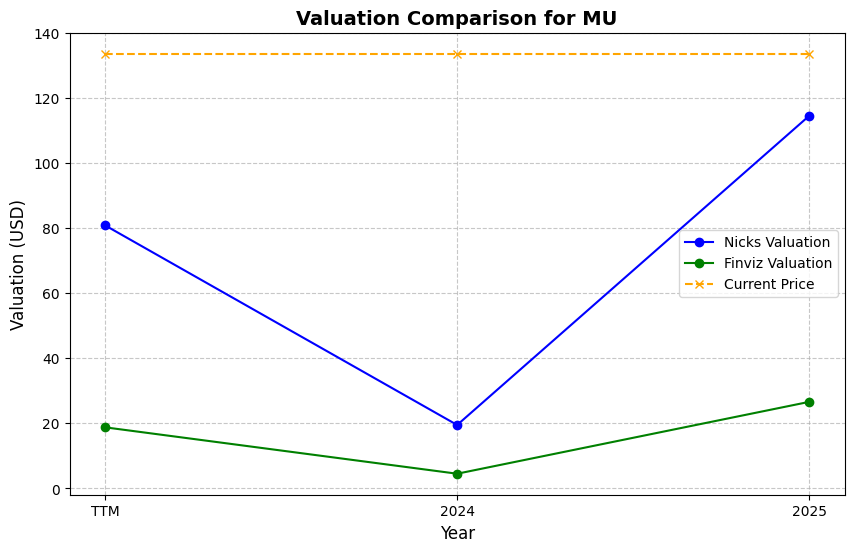 Valuation Comparison for MU
Valuation (USD)
140
120
100
80
60
40
20
0
Nicks Valuation
Finviz Valuation
Current Price
TTM
2024
2025
Year